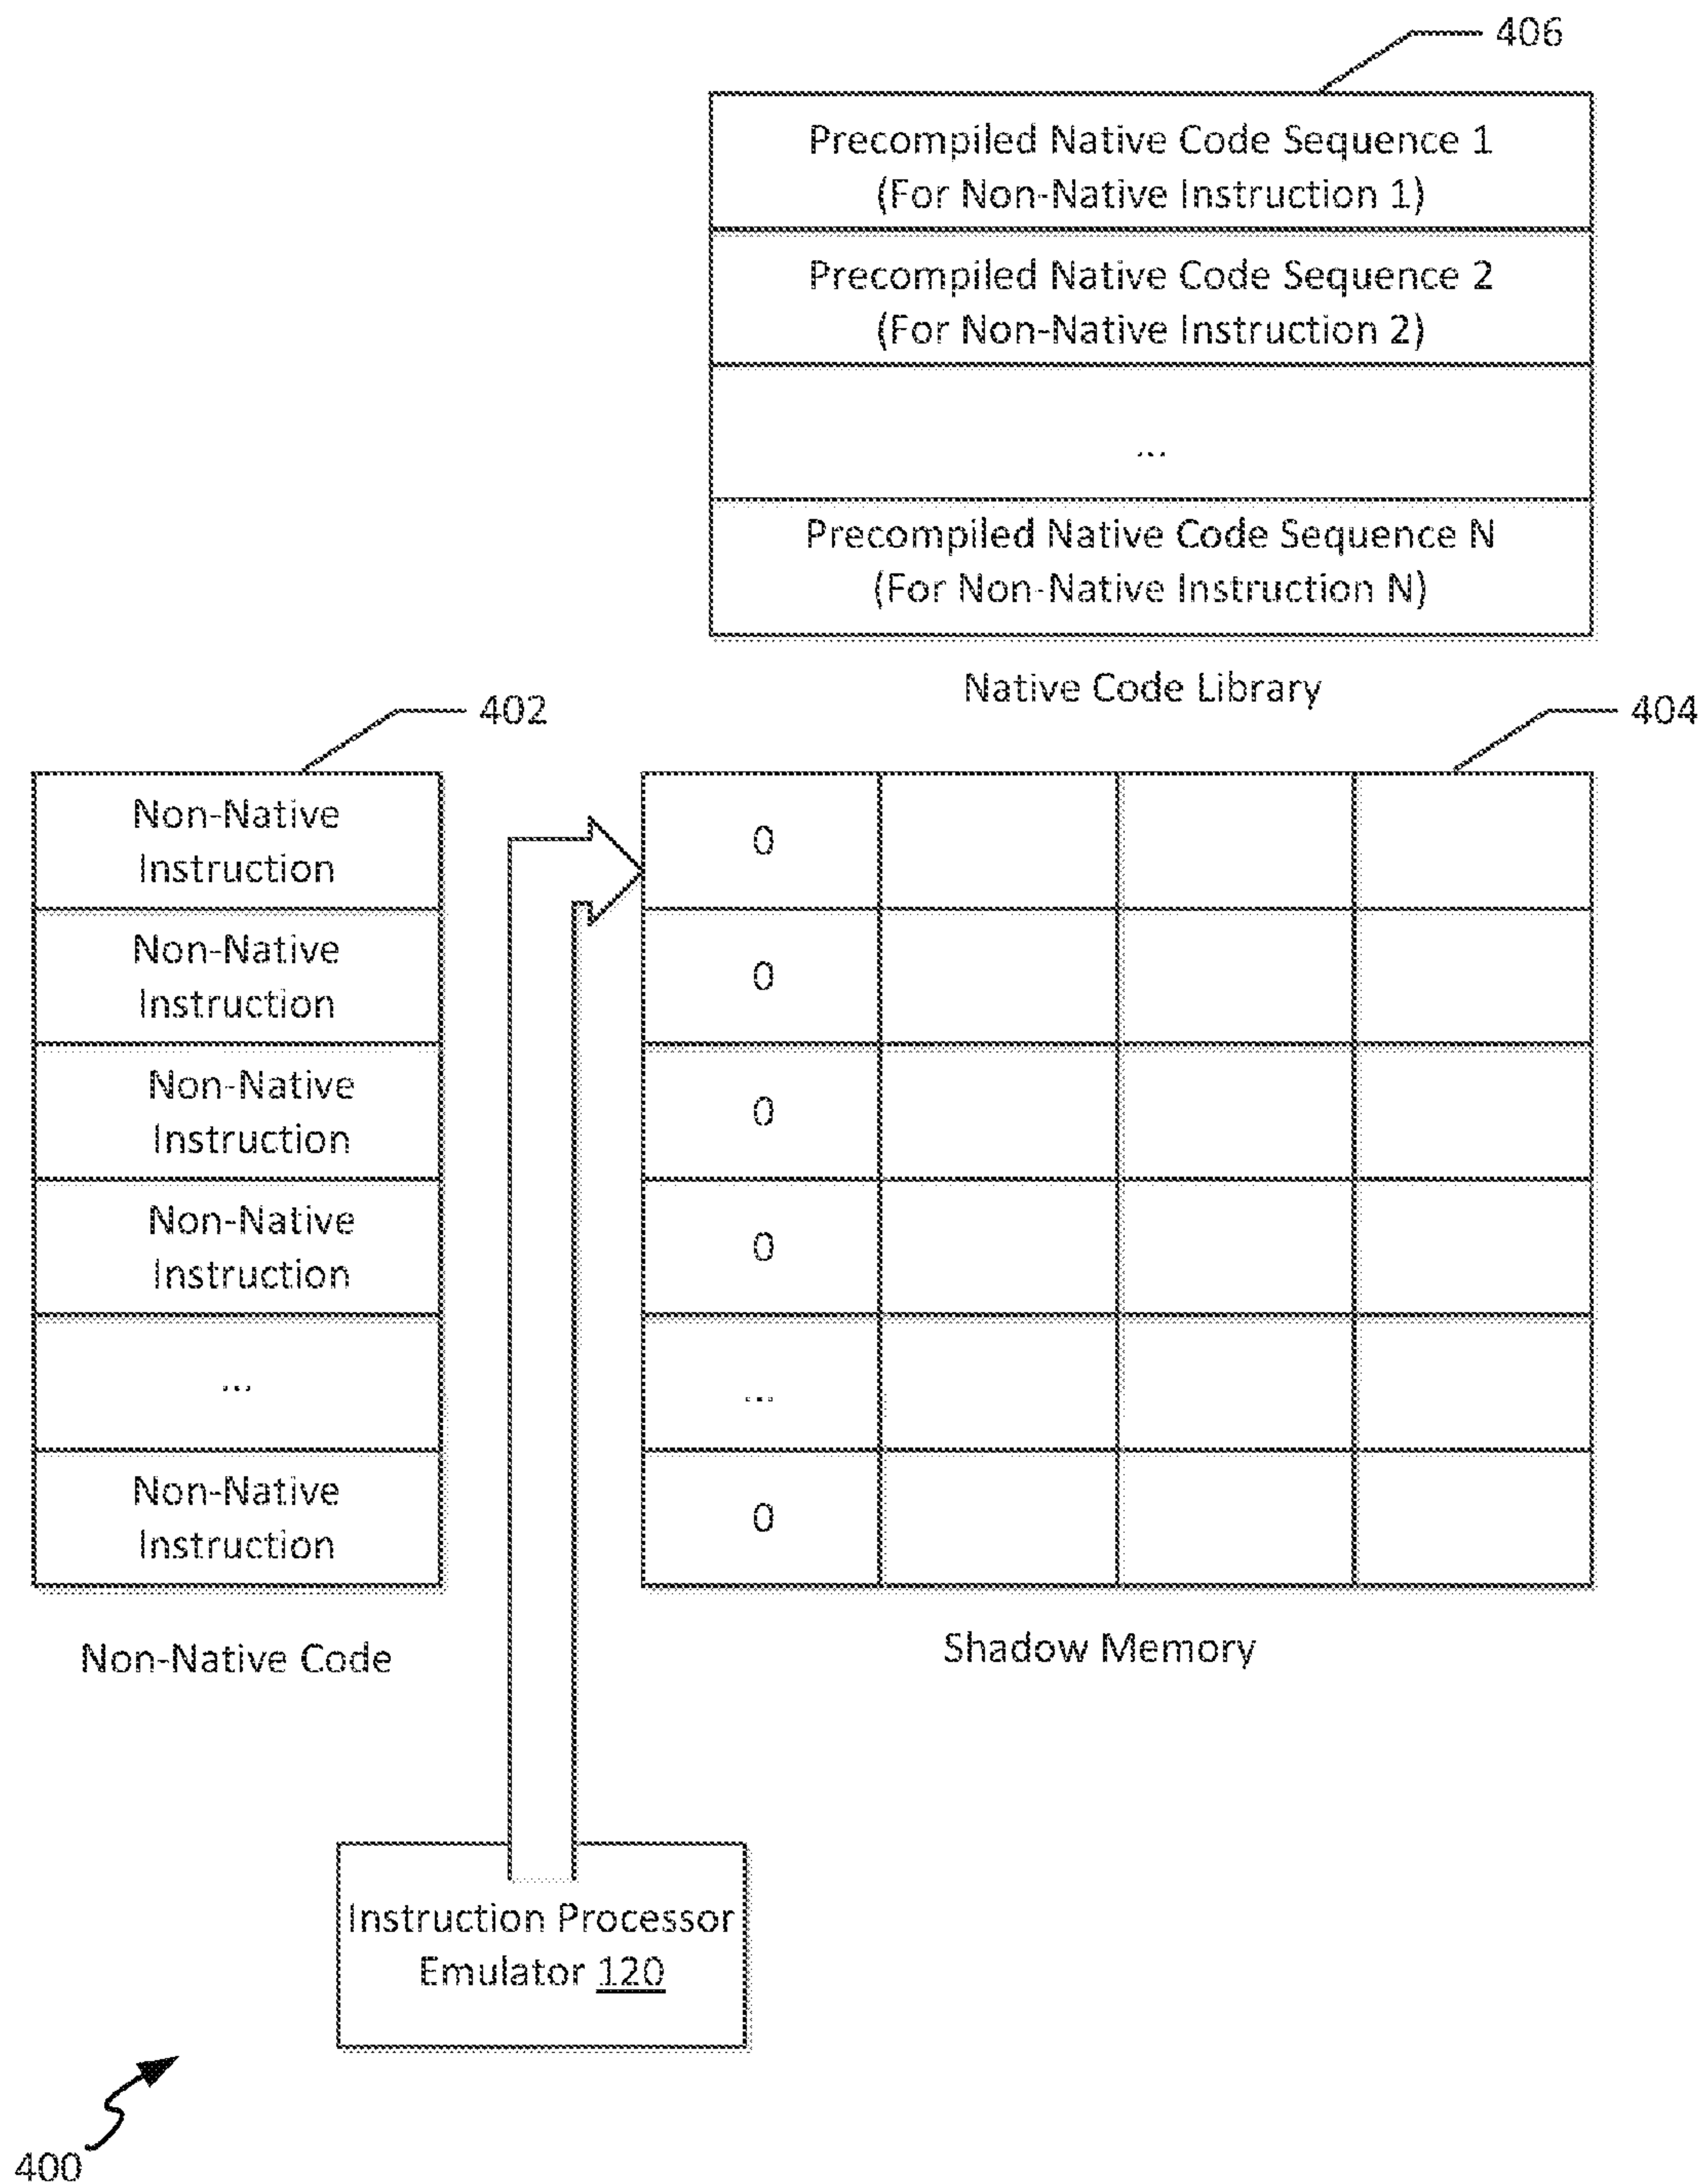 406
Precompiled Native Code Sequence 1
(For Non-Native Instruction 1)
Precompiled Native Code Sequence 2
(For Non-Native Instruction 2)
...
Precompiled Native Code Sequence N
(For Non-Native Instruction N)
Native Code Library
402
404
Non-Native
Instruction
Non-Native
Instruction
Non-Native
Instruction
Non-Native
Instruction
...
Non-Native
Instruction
Non-Native Code
0
0
0
0
...
0
Shadow Memory
Instruction Processor
Emulator 120
400